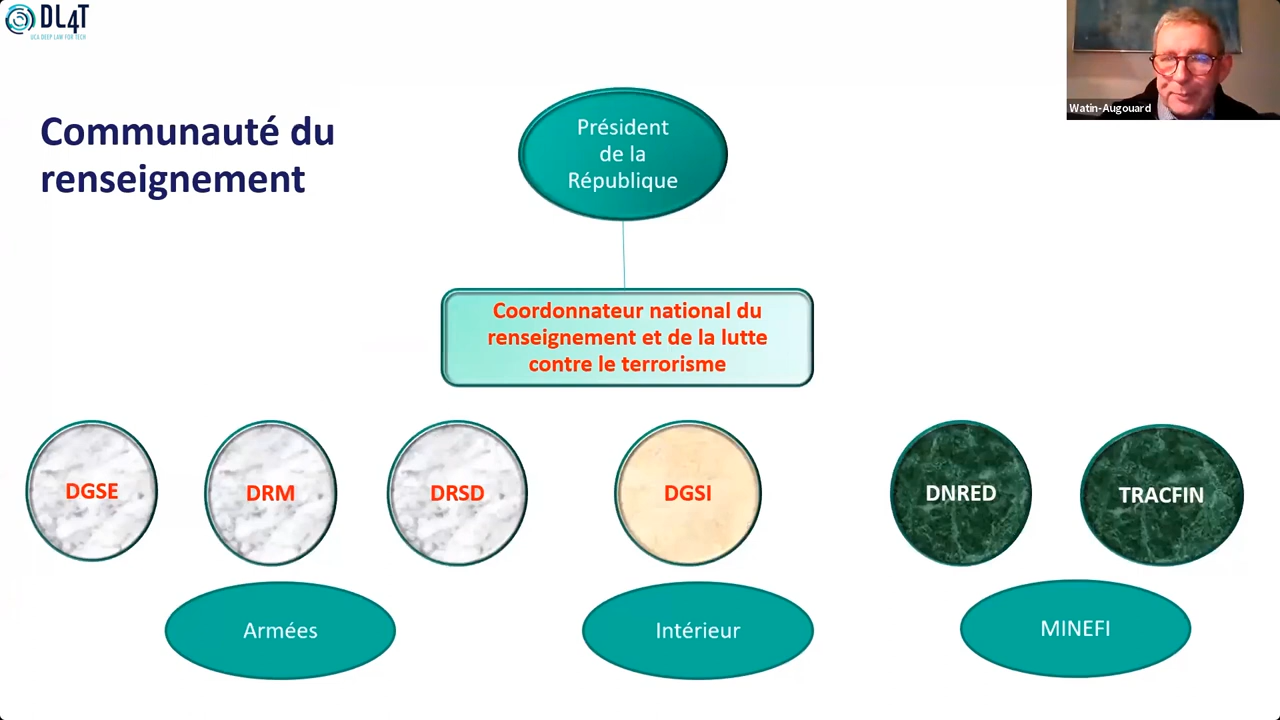 DL4T
UCA DEEP LAW FOR TECH
Watin-Augouard
Communauté du
renseignement
Président
de la
République
Coordonnateur national du
renseignement et de la lutte
contre le terrorisme
DGSE
DRM
DRSD
DGSI
DNRED
TRACFIN
Armées
Intérieur
MINEFI